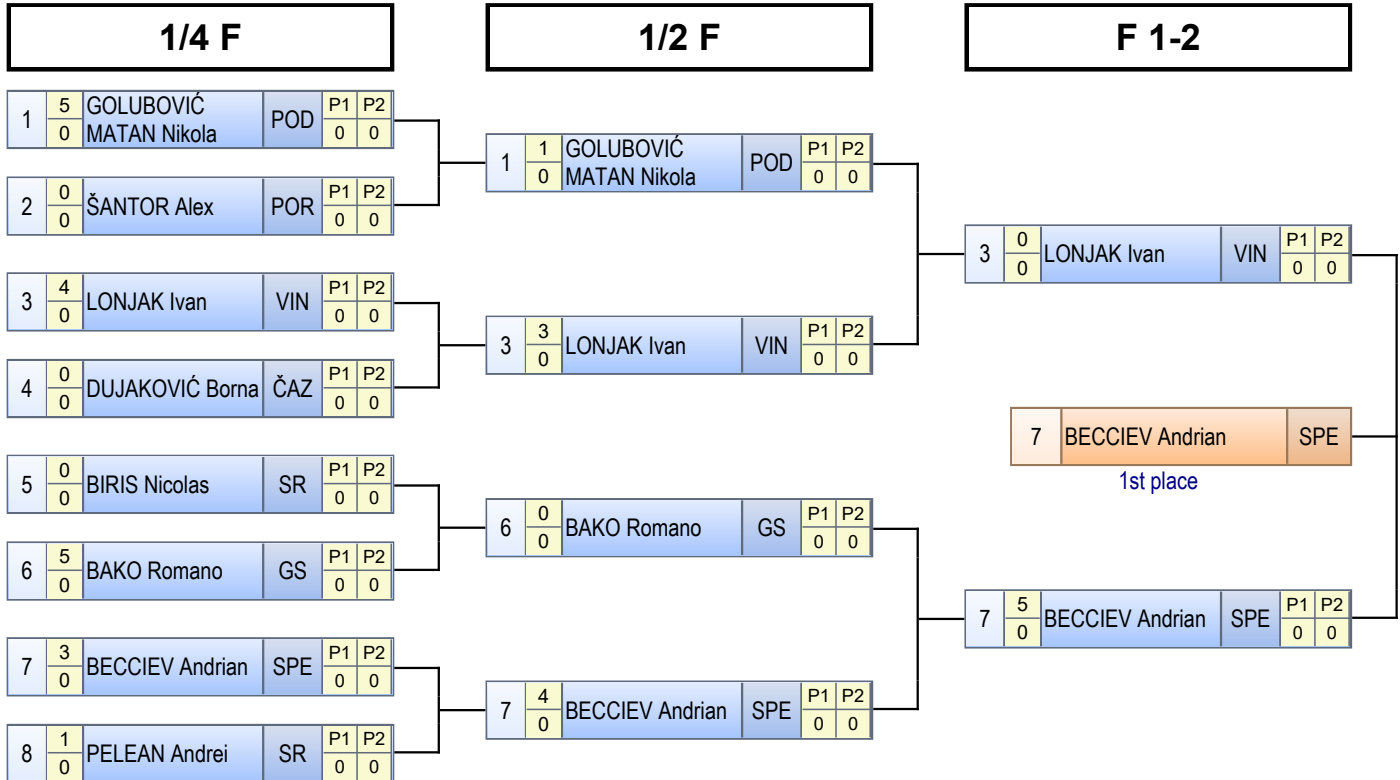 1/4 F
1/2 F
F 1-2
1 5 GOLUBOVIĆ POD P1 P2
0 MATAN Nikola 0 0
2 0 ŠANTOR Alex POR P1 P2
0 0 0
3 4 LONJAK Ivan VIN P1 P2
0 0 0
4 0 DUJAKOVIĆ Borna ČAZ P1 P2
0 0 0
5 0 BIRIS Nicolas SR P1 P2
0 0 0
6 5 BAKO Romano GS P1 P2
0 0 0
7 3 BECCIEV Andrian SPE P1 P2
0 0 0
8 1 PELEAN Andrei SR P1 P2
0 0 0
1 1 GOLUBOVIĆ POD P1 P2
0 MATAN Nikola 0 0
3 3 LONJAK Ivan VIN P1 P2
0 0 0
6 0 BAKO Romano GS P1 P2
0 0 0
7 4 BECCIEV Andrian SPE P1 P2
0 0 0
3 0 LONJAK Ivan VIN P1 P2
0 0 0
7 BECCIEV Andrian SPE
1st place
7 5 BECCIEV Andrian SPE P1 P2
0 0 0